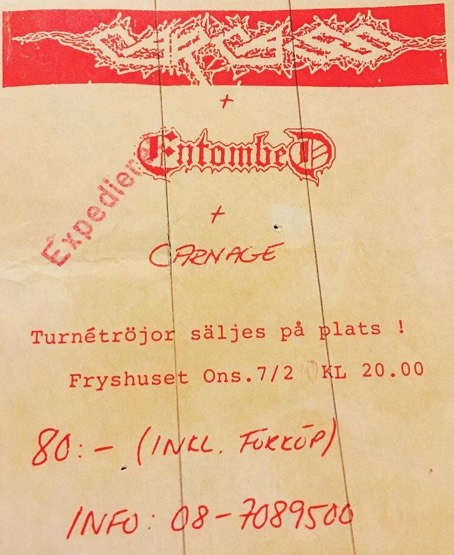 CARCASS
+
Entombed
+
CARNAGE
Expediere
Turnétröjor säljes på plats !
Fryshuset Ons.7/2 KL 20.00
80:- (INKL. FÖRKÖP)
INFO: 08-7089500